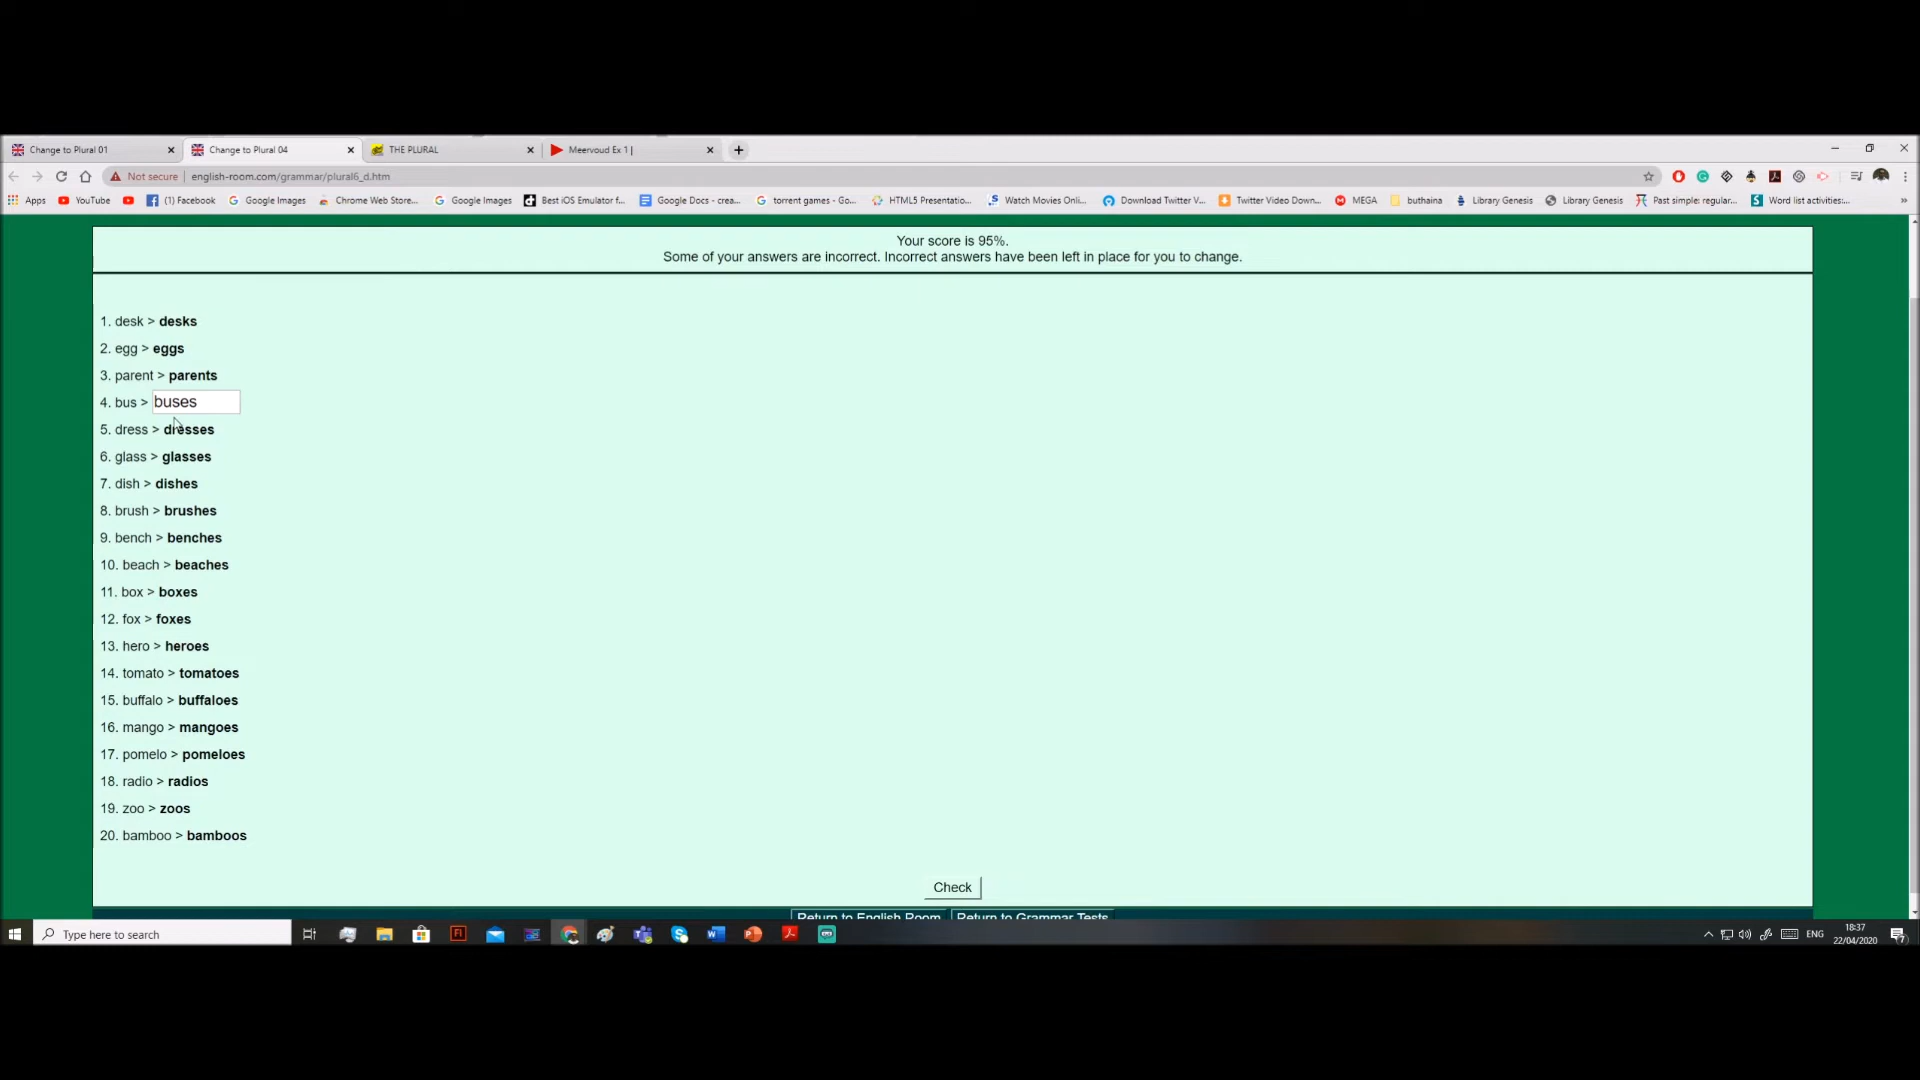 Change to Plural 01
Change to Plural 04
THE PLURAL
Meervoud Ex 1 |
Not secure | english-room.com/grammar/plural6_d.htm
Apps YouTube (1) Facebook Google Images Chrome Web Store... Google Images Best iOS Emulator f... Google Docs - crea... torrent games - Go... HTML5 Presentatio... Watch Movies Onli... Download Twitter V... Twitter Video Down... MEGA buthaina Library Genesis Library Genesis Past simple: regular... Word list activities:... »
Your score is 95%.
Some of your answers are incorrect. Incorrect answers have been left in place for you to change.
1. desk > desks
2. egg > eggs
3. parent > parents
4. bus > buses
5. dress > dresses
6. glass > glasses
7. dish > dishes
8. brush > brushes
9. bench > benches
10. beach > beaches
11. box > boxes
12. fox > foxes
13. hero > heroes
14. tomato > tomatoes
15. buffalo > buffaloes
16. mango > mangoes
17. pomelo > pomeloes
18. radio > radios
19. zoo > zoos
20. bamboo > bamboos
Check
Return to English Room Return to Grammar Tests
Type here to search
ENG
18:37
22/04/2020